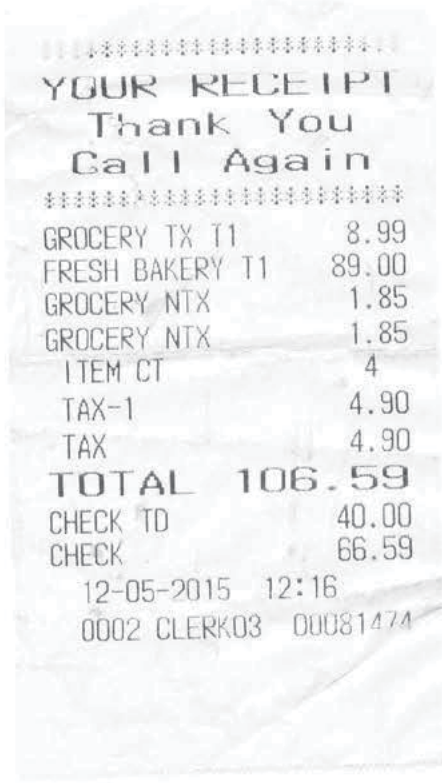 YOUR RECEIPT
Thank You
Call Again
GROCERY TX T1 8.99
FRESH BAKERY T1 89.00
GROCERY NTX 1.85
GROCERY NTX 1.85
ITEM CT 4
TAX-1 4.90
TAX 4.90
TOTAL 106.59
CHECK TD 40.00
CHECK 66.59
12-05-2015 12:16
0002 CLERK03 00081474